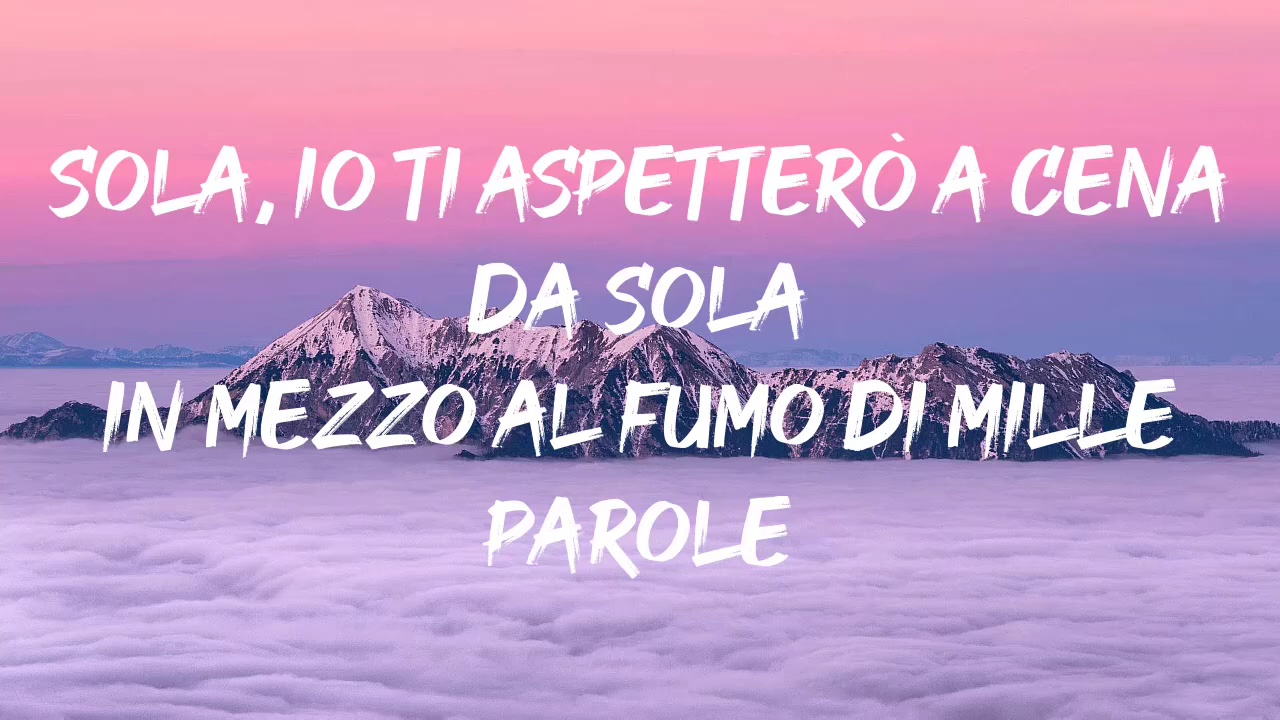 SOLA, IO TI ASPETTERÒ A CENA
DA SOLA
IN MEZZO AL FUMO DI MILLE
PAROLE